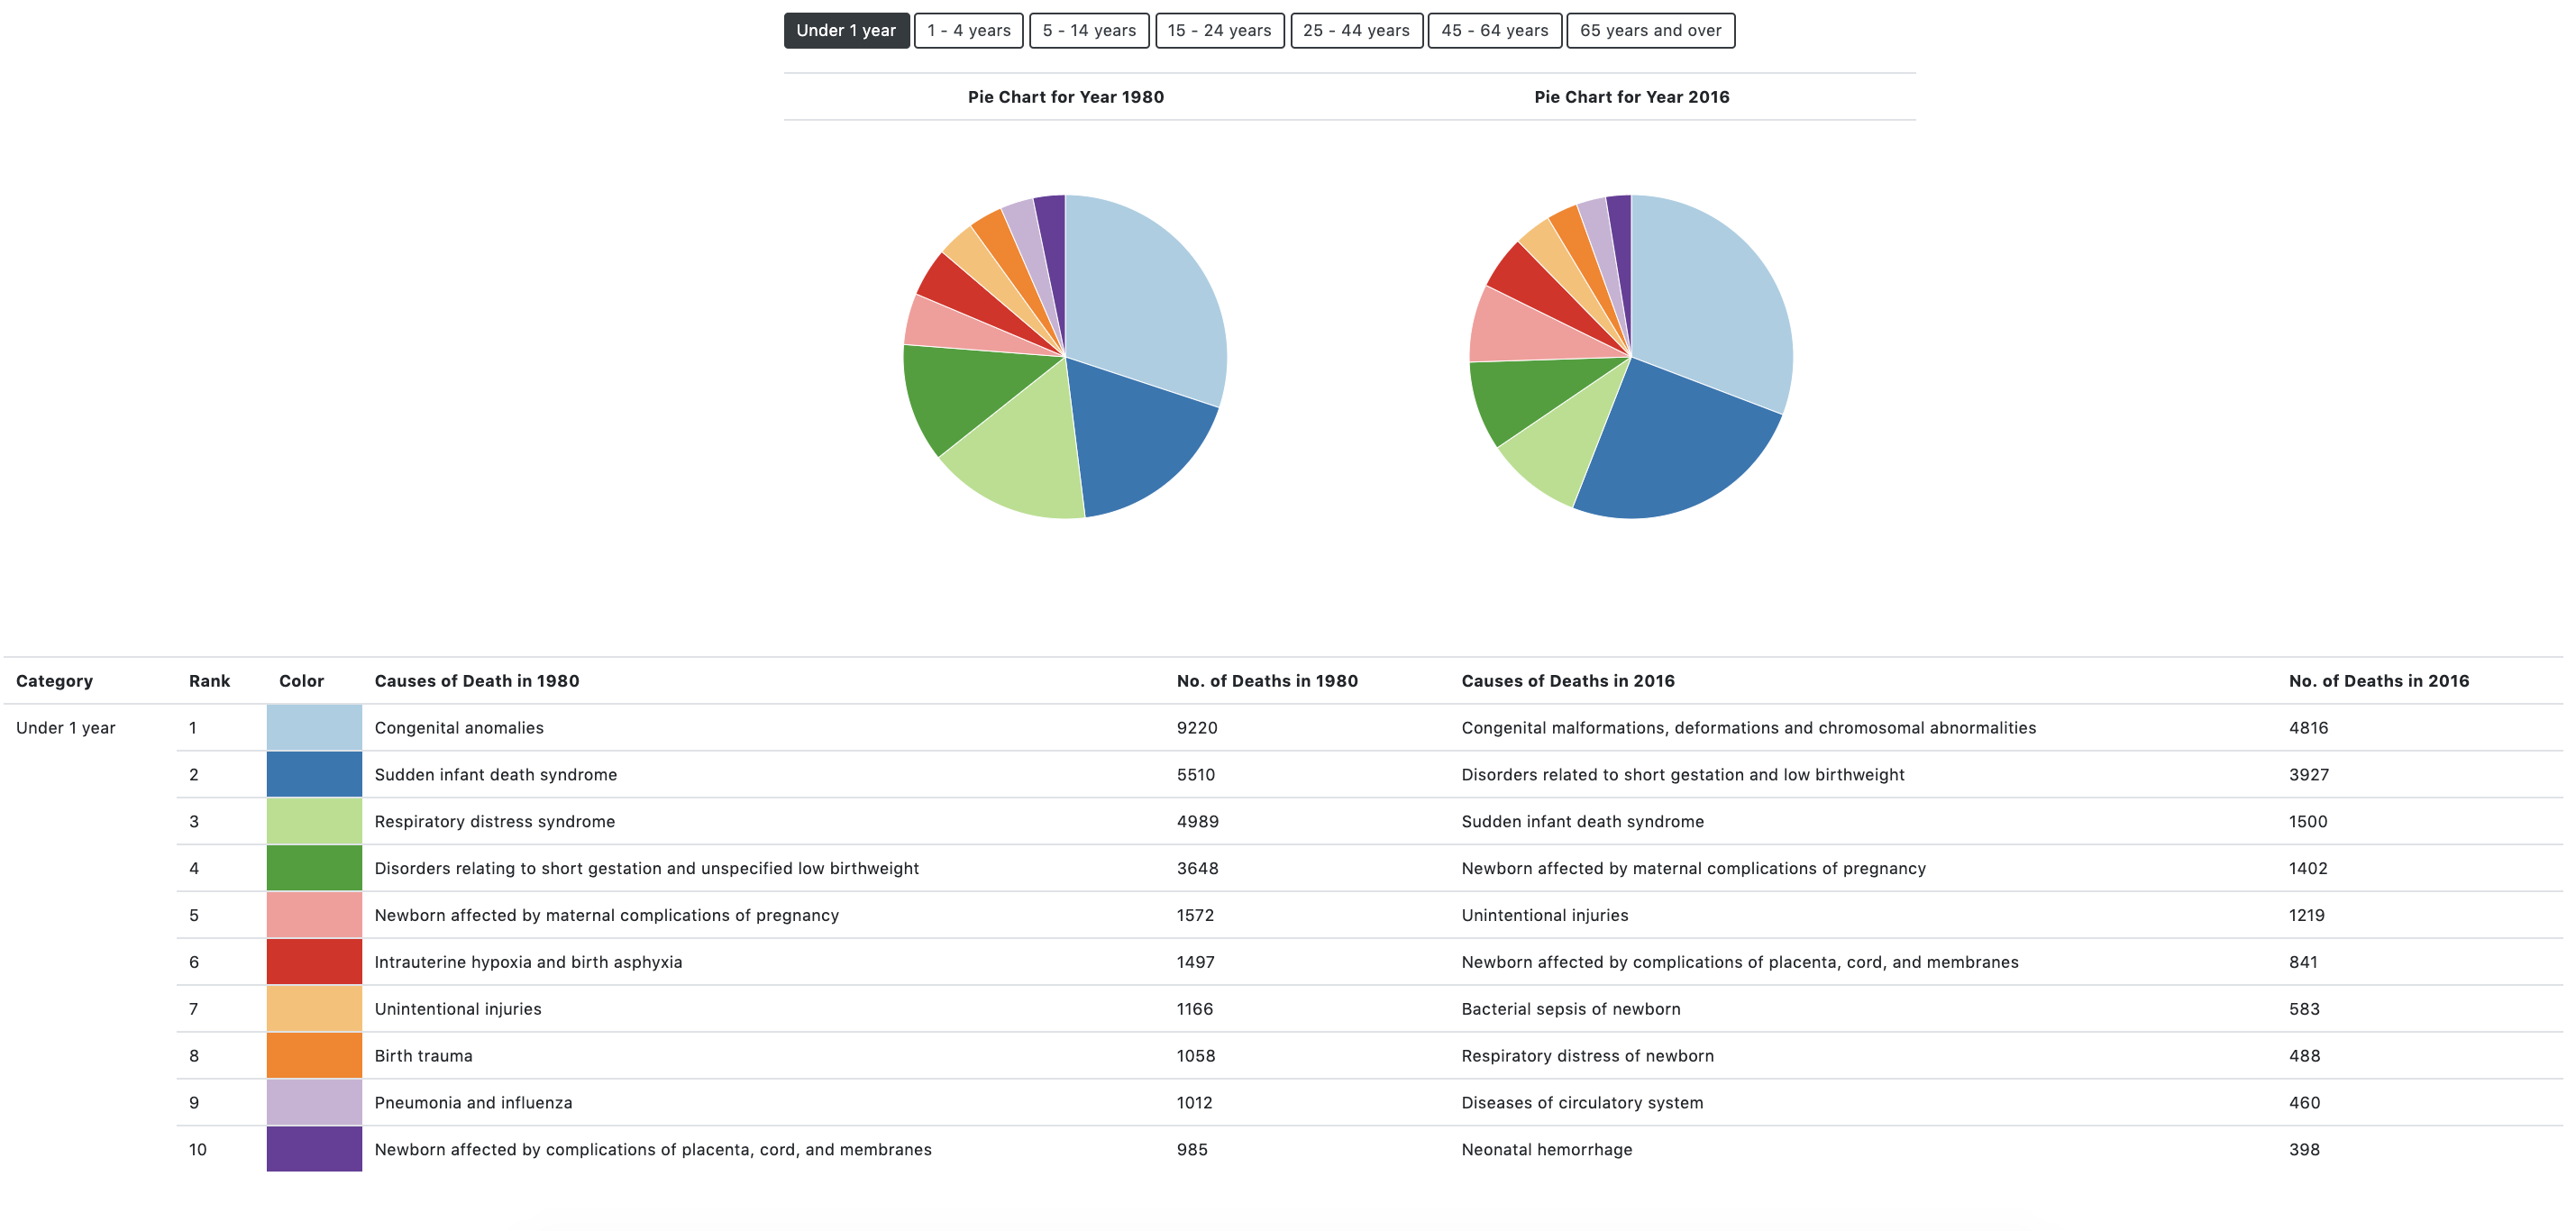 Under 1 year 1 - 4 years 5 - 14 years 15 - 24 years 25 - 44 years 45 - 64 years 65 years and over
Pie Chart for Year 1980 Pie Chart for Year 2016
Category Rank Color Causes of Death in 1980 No. of Deaths in 1980 Causes of Deaths in 2016 No. of Deaths in 2016
Under 1 year 1 Congenital anomalies 9220 Congenital malformations, deformations and chromosomal abnormalities 4816
2 Sudden infant death syndrome 5510 Disorders related to short gestation and low birthweight 3927
3 Respiratory distress syndrome 4989 Sudden infant death syndrome 1500
4 Disorders relating to short gestation and unspecified low birthweight 3648 Newborn affected by maternal complications of pregnancy 1402
5 Newborn affected by maternal complications of pregnancy 1572 Unintentional injuries 1219
6 Intrauterine hypoxia and birth asphyxia 1497 Newborn affected by complications of placenta, cord, and membranes 841
7 Unintentional injuries 1166 Bacterial sepsis of newborn 583
8 Birth trauma 1058 Respiratory distress of newborn 488
9 Pneumonia and influenza 1012 Diseases of circulatory system 460
10 Newborn affected by complications of placenta, cord, and membranes 985 Neonatal hemorrhage 398